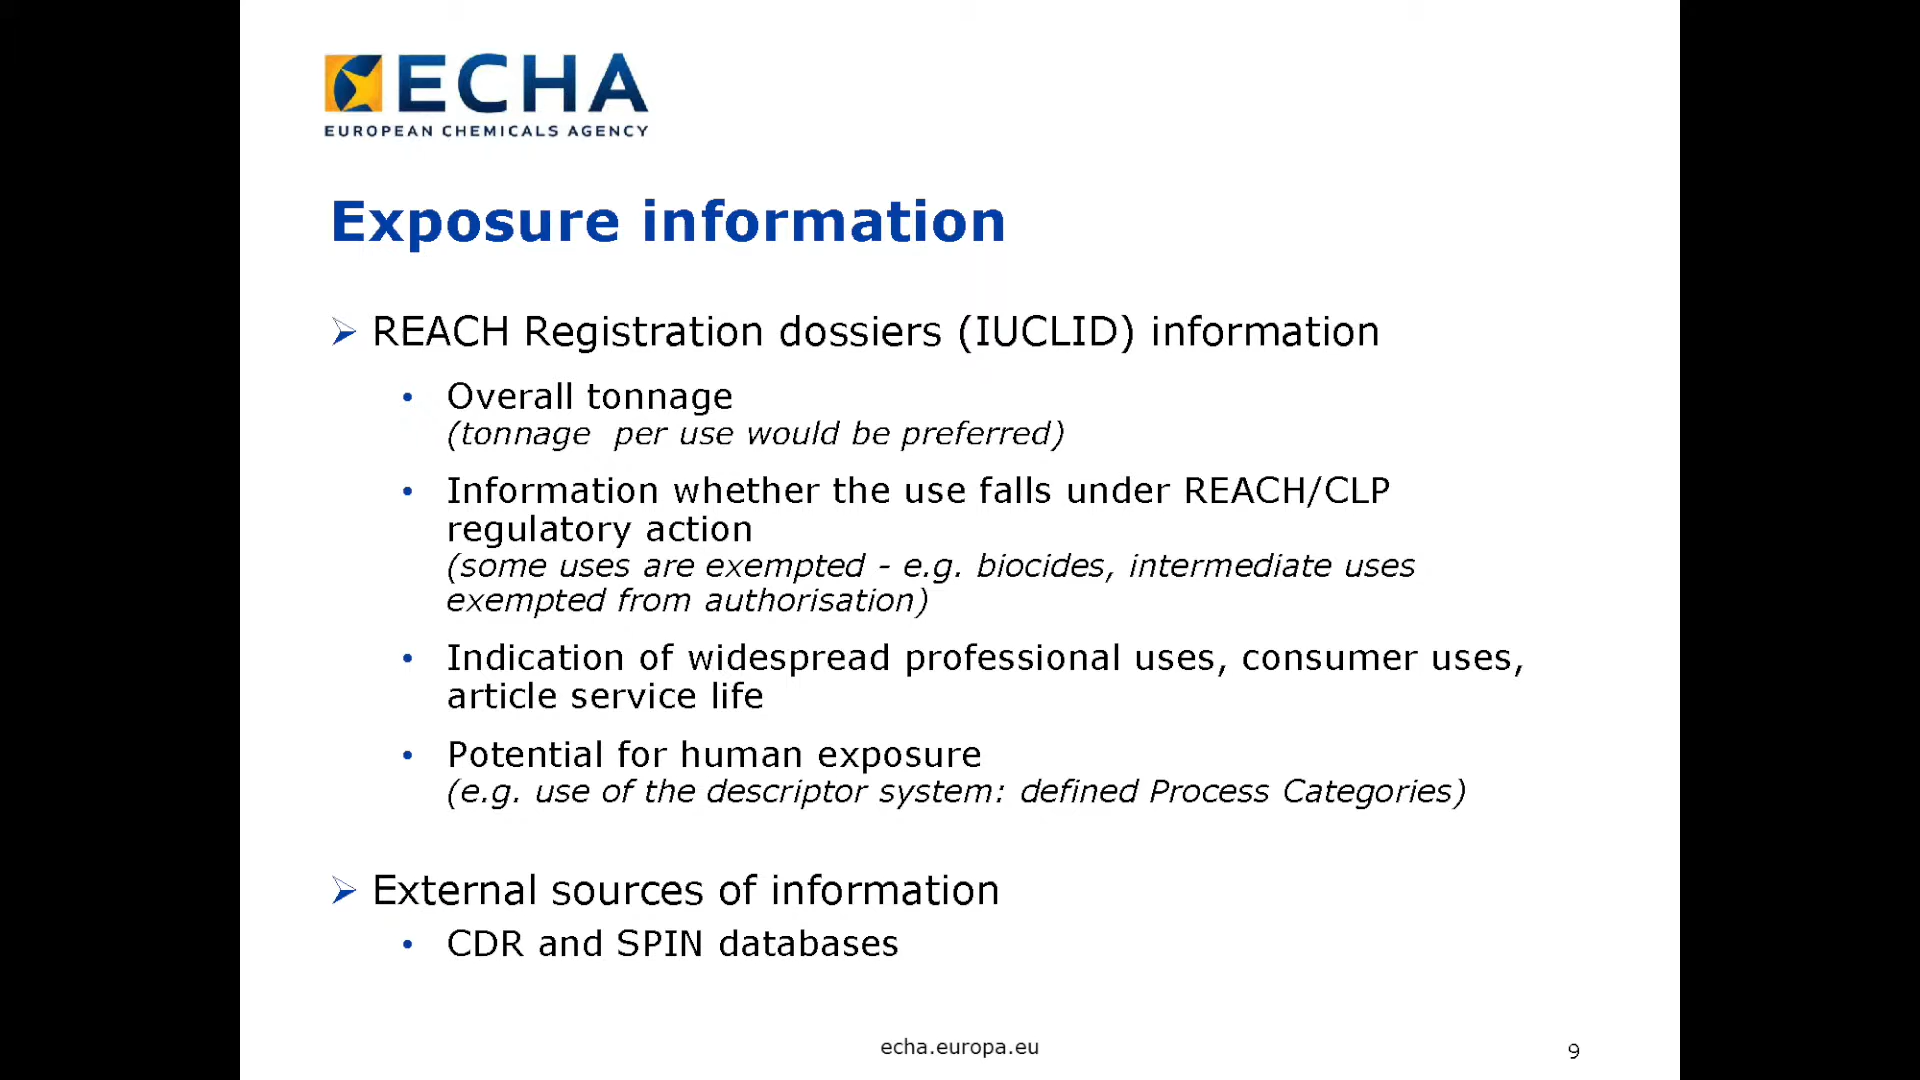 ECHA
EUROPEAN CHEMICALS AGENCY
Exposure information
REACH Registration dossiers (IUCLID) information
• Overall tonnage
(tonnage per use would be preferred)
• Information whether the use falls under REACH/CLP
regulatory action
(some uses are exempted - e.g. biocides, intermediate uses
exempted from authorisation)
• Indication of widespread professional uses, consumer uses,
article service life
• Potential for human exposure
(e.g. use of the descriptor system: defined Process Categories)
External sources of information
• CDR and SPIN databases
echa.europa.eu
9